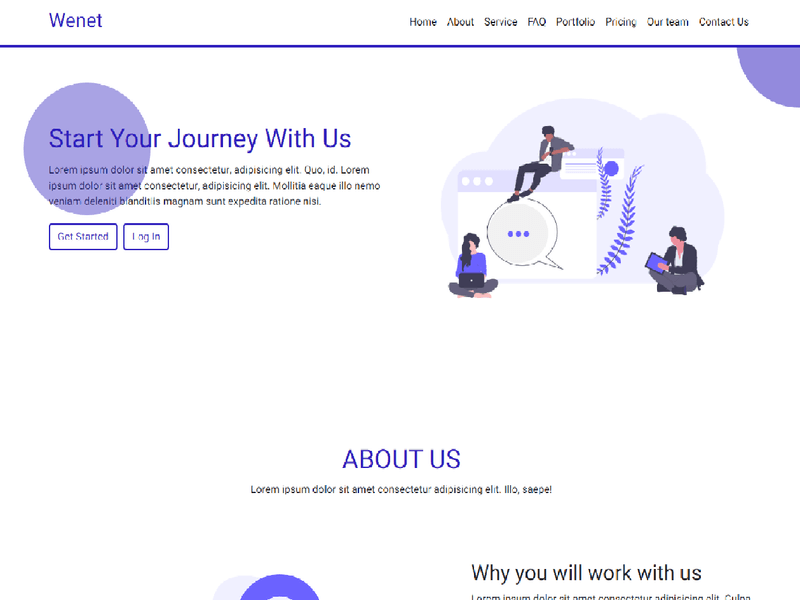 Wenet
Home About Service FAQ Portfolio Pricing Our team Contact Us
Start Your Journey With Us
Lorem ipsum dolor sit amet consectetur, adipisicing elit. Quo, id. Lorem
ipsum dolor sit amet consectetur, adipisicing elit. Mollitia eaque illo nemo
veniam deleniti blanditiis magnam sunt expedita ratione nisi.
Get Started Log In
ABOUT US
Lorem ipsum dolor sit amet consectetur adipisicing elit. Illo, saepe!
Why you will work with us
Lorem ipsum dolor sit amet consectetur adipisicing elit. Culpa